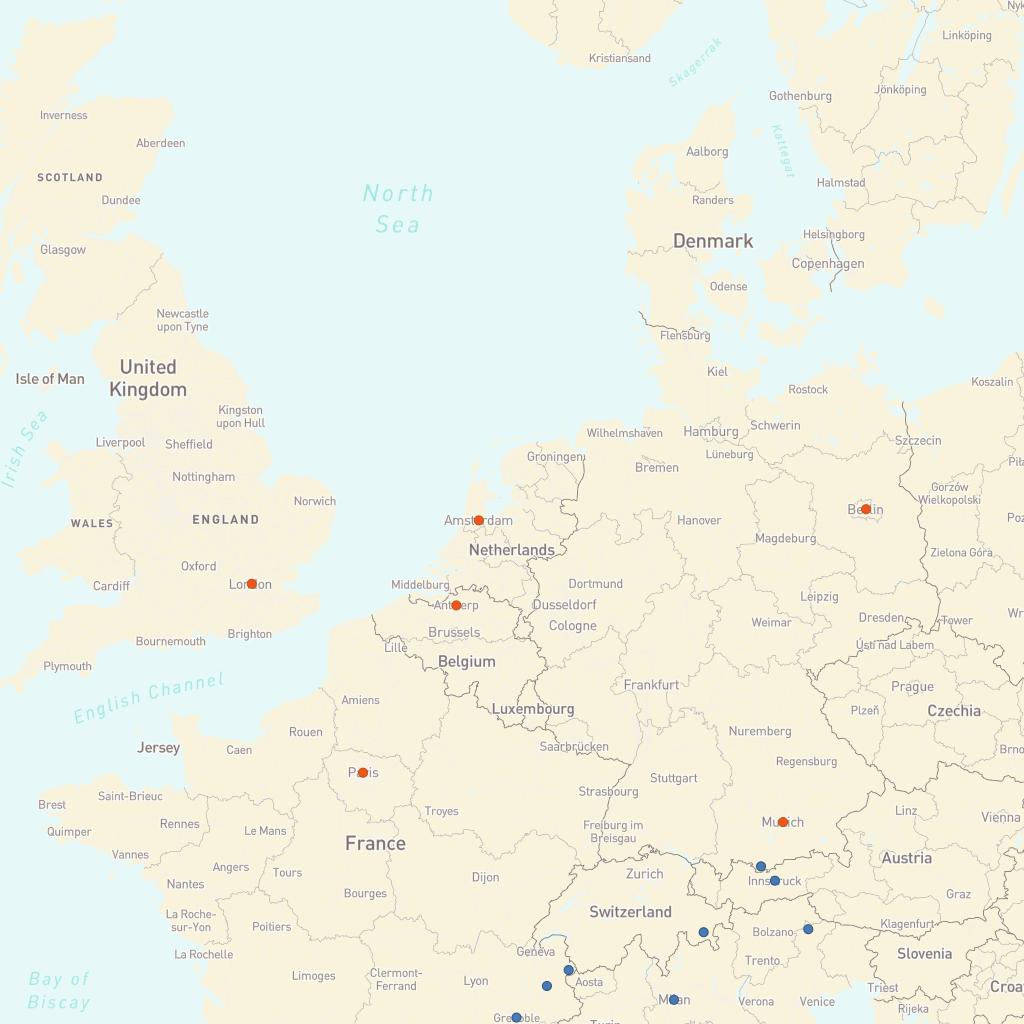 Nyk
Linköping
Kristiansand
Skagerrak
Jönköping
Gothenburg
Inverness
Kattegat
Aberdeen
Aalborg
SCOTLAND
Halmstad
North
Sea
Dundee
Randers
Helsingborg
Glasgow
Denmark
Copenhagen
Odense
Newcastle
upon Tyne
Flensburg
United
Kingdom
Isle of Man
Kiel
Koszalin
Rostock
Irish Sea
Kingston
upon Hull
Schwerin
Wilhelmshaven
Hamburg
Liverpool
Sheffield
Szczecin
Groningen
Lüneburg
Bremen
Piła
Nottingham
Gorzów
Wielkopolski
Norwich
Berlin
WALES
ENGLAND
Amsterdam
Hanover
Poz
Magdeburg
Netherlands
Zielona Góra
Oxford
Cardiff
London
Middelburg
Dortmund
Leipzig
Antwerp
Dusseldorf
Wr
Dresden
Tower
Weimar
Cologne
Brighton
Brussels
Bournemouth
Lille
Ústí nad Labem
Belgium
Plymouth
English Channel
Frankfurt
Prague
Amiens
Luxembourg
Plzeň
Czechia
Rouen
Nuremberg
Jersey
Caen
Saarbrücken
Brno
Regensburg
Paris
Stuttgart
Strasbourg
Saint-Brieuc
Brest
Troyes
Linz
Vienna
Rennes
Quimper
Le Mans
Munich
Freiburg im
Breisgau
France
Vannes
Austria
Angers
Tours
Zurich
Dijon
Innsbruck
Nantes
Bourges
Graz
Switzerland
La Roche-
sur-Yon
Poitiers
Klagenfurt
Bolzano
La Rochelle
Geneva
Slovenia
Trento
Bay of
Biscay
Limoges
Clermont-
Ferrand
Lyon
Aosta
Triest
Croa
Milan
Verona
Venice
Rijeka
Grenoble
Turin